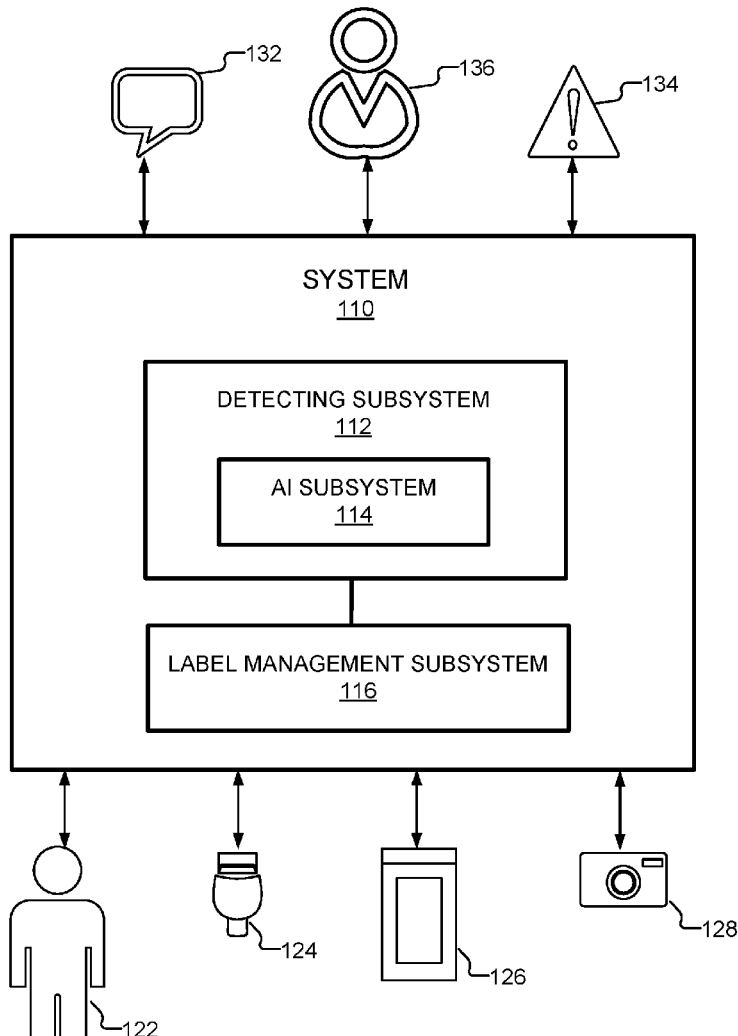 132
136
134
SYSTEM
110
DETECTING SUBSYSTEM
112
AI SUBSYSTEM
114
LABEL MANAGEMENT SUBSYSTEM
116
124
126
128
122